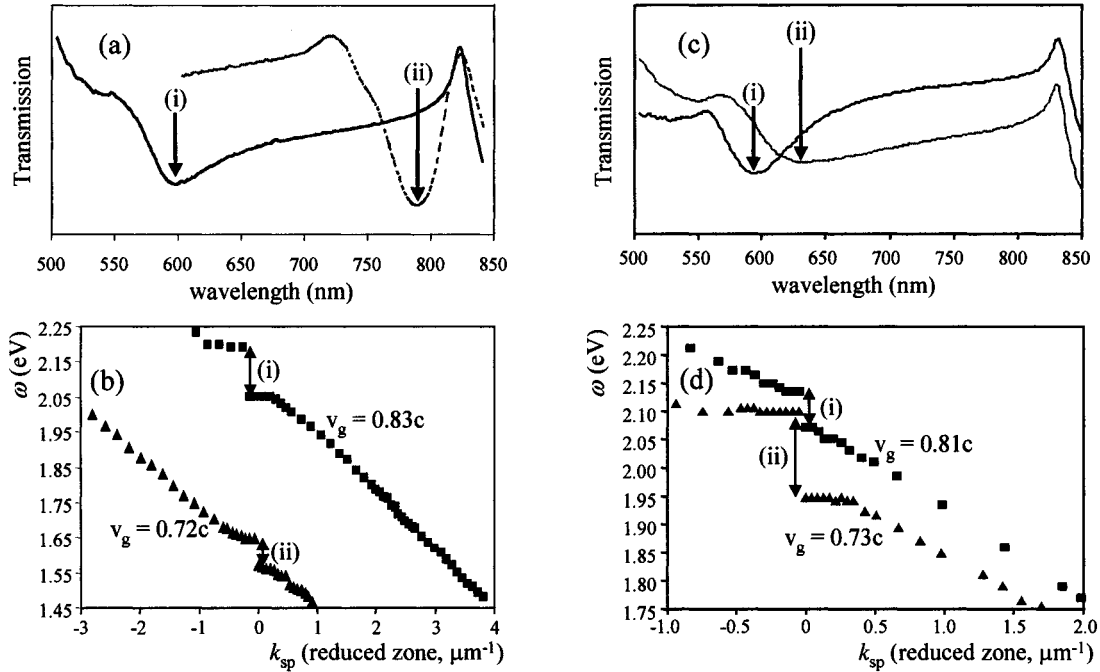 (a)
(i)
(ii)
Transmission
500 550 600 650 700 750 800 850
wavelength (nm)
(c)
(i)
(ii)
Transmission
500 550 600 650 700 750 800 850
wavelength (nm)
(b)
ω (eV)
2.25
2.15
2.05
1.95
1.85
1.75
1.65
1.55
1.45
(i)
v_g = 0.83c
v_g = 0.72c
(ii)
-3 -2 -1 0 1 2 3 4
k_sp (reduced zone, μm⁻¹)
(d)
ω (eV)
2.25
2.20
2.15
2.10
2.05
2.00
1.95
1.90
1.85
1.80
1.75
(i)
(ii)
v_g = 0.81c
v_g = 0.73c
-1.0 -0.5 0 0.5 1.0 1.5 2.0
k_sp (reduced zone, μm⁻¹)